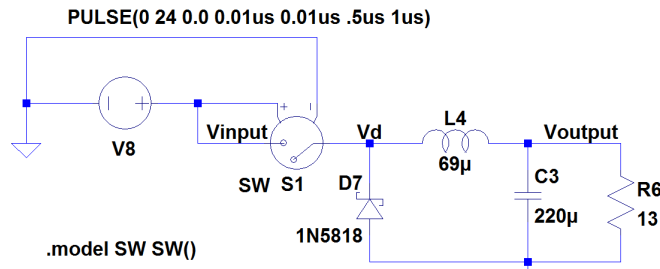 PULSE(0 24 0.0 0.01us 0.01us .5us 1us)
V8
Vinput
+
SW S1
Vd
L4
69µ
Voutput
D7
1N5818
C3
220µ
R6
13
.model SW SW()